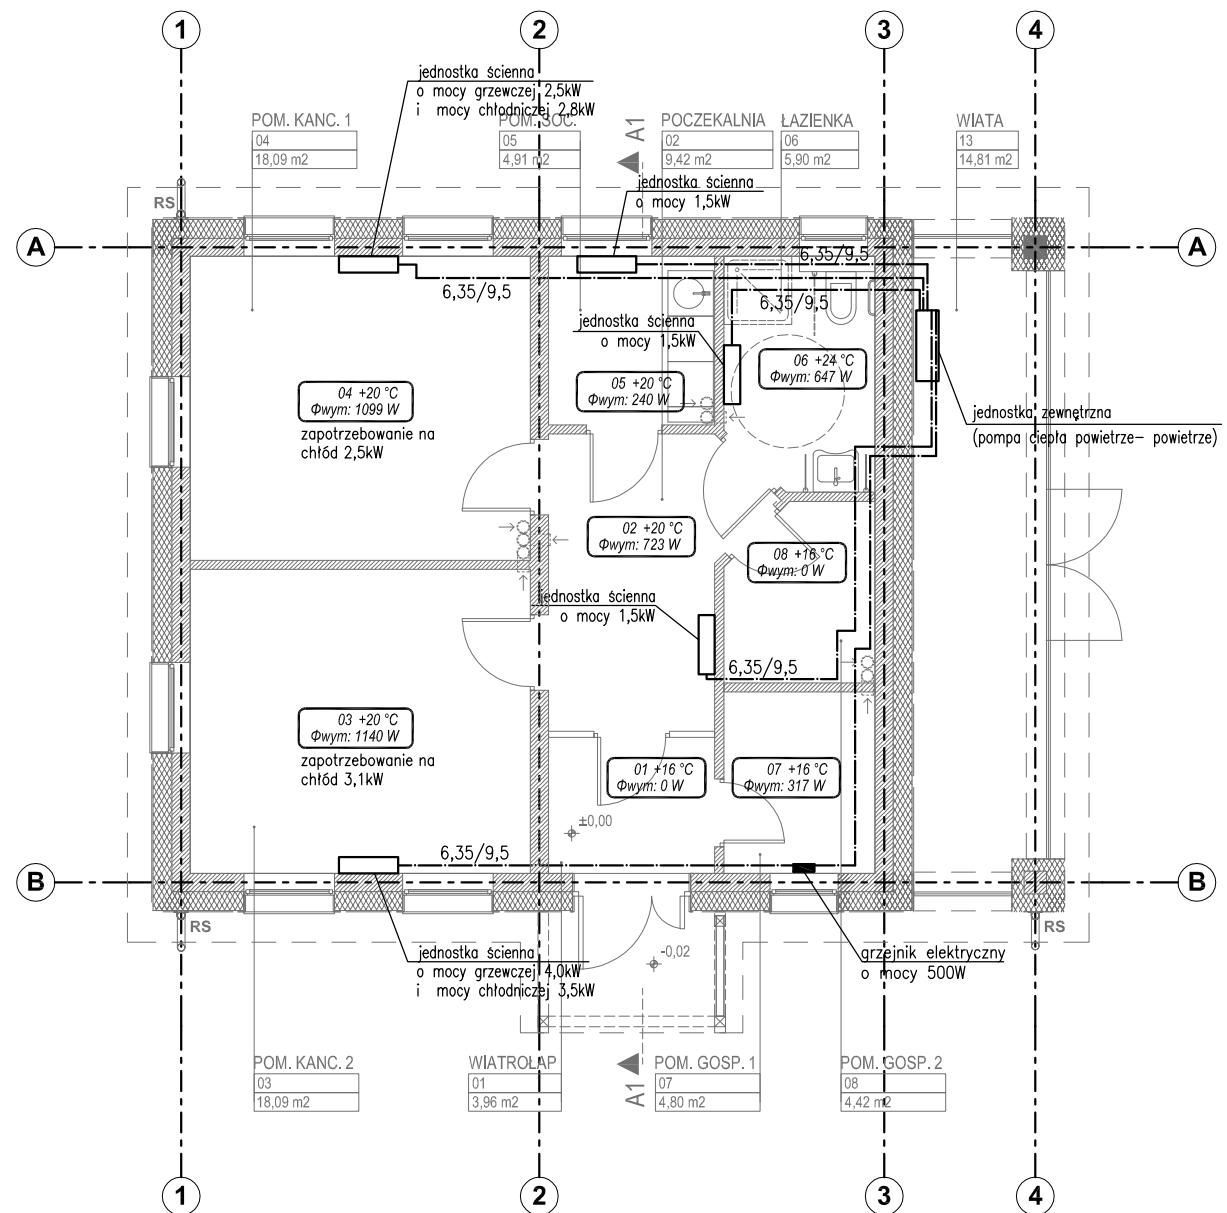 1
2
3
4
jednostka ścienna
o mocy grzewczej 2,5kW
i mocy chłodniczej 2,8kW
POM. KANC. 1
04
18,09 m2
POM. SOC.
05
4,91 m2
A1
POCZEKALNIA
02
9,42 m2
ŁAZIENKA
06
5,90 m2
WIATA
13
14,81 m2
jednostka ścienna
o mocy 1,5kW
RS
A
A
6,35/9,5
6,35/9,5
6,35/9,5
jednostka ścienna
o mocy 1,5kW
06 +24 °C
Φwym: 647 W
04 +20 °C
Φwym: 1099 W
zapotrzebowanie na
chłód 2,5kW
05 +20 °C
Φwym: 240 W
jednostka zewnętrzna
(pompa ciepła powietrze- powietrze)
02 +20 °C
Φwym: 723 W
08 +16 °C
Φwym: 0 W
jednostka ścienna
o mocy 1,5kW
6,35/9,5
03 +20 °C
Φwym: 1140 W
zapotrzebowanie na
chłód 3,1kW
01 +16 °C
Φwym: 0 W
07 +16 °C
Φwym: 317 W
±0,00
6,35/9,5
B
B
RS
RS
jednostka ścienna
o mocy grzewczej 4,0kW
i mocy chłodniczej 3,5kW
-0,02
grzejnik elektryczny
o mocy 500W
POM. KANC. 2
03
18,09 m2
WIATROŁAP
01
3,96 m2
A1
POM. GOSP. 1
07
4,80 m2
POM. GOSP. 2
08
4,42 m2
1
2
3
4